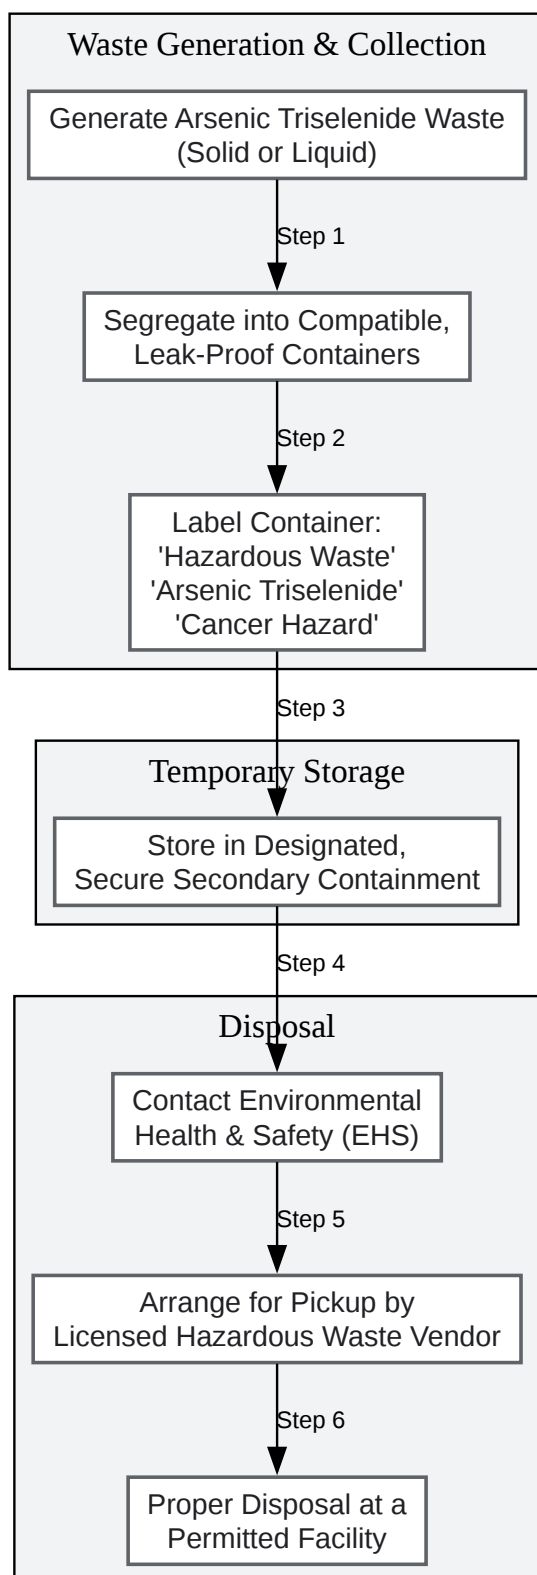 Waste Generation & Collection
Generate Arsenic Triselenide Waste
(Solid or Liquid)
Step 1
Segregate into Compatible,
Leak-Proof Containers
Step 2
Label Container:
'Hazardous Waste'
'Arsenic Triselenide'
'Cancer Hazard'
Step 3
Temporary Storage
Store in Designated,
Secure Secondary Containment
Step 4
Disposal
Contact Environmental
Health & Safety (EHS)
Step 5
Arrange for Pickup by
Licensed Hazardous Waste Vendor
Step 6
Proper Disposal at a
Permitted Facility